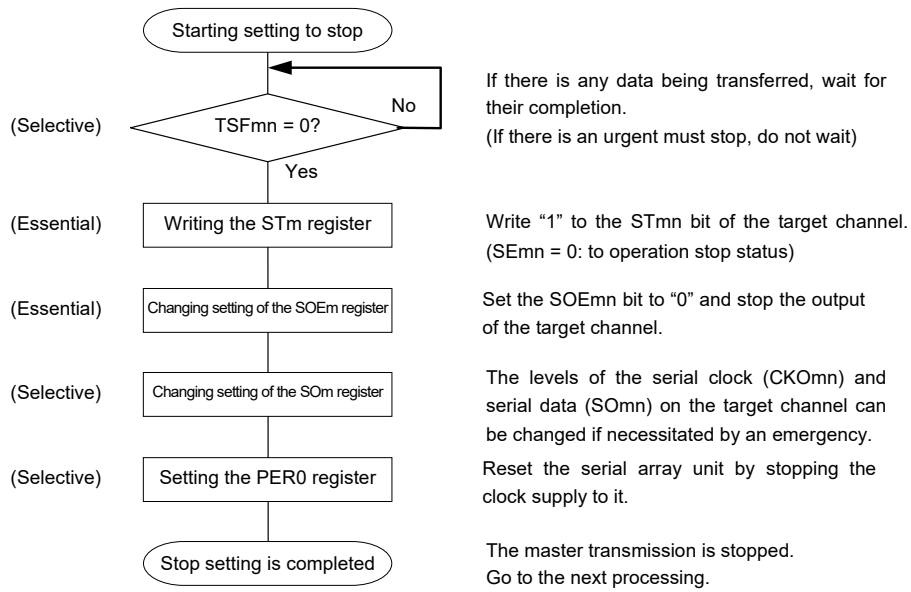 Starting setting to stop
(Selective)
TSFmn = 0?
No
Yes
If there is any data being transferred, wait for
their completion.
(If there is an urgent must stop, do not wait)
(Essential)
Writing the STm register
Write “1” to the STmn bit of the target channel.
(SEmn = 0: to operation stop status)
(Essential)
Changing setting of the SOEm register
Set the SOEmn bit to “0” and stop the output
of the target channel.
(Selective)
Changing setting of the SOm register
The levels of the serial clock (CKOmn) and
serial data (SOmn) on the target channel can
be changed if necessitated by an emergency.
(Selective)
Setting the PER0 register
Reset the serial array unit by stopping the
clock supply to it.
Stop setting is completed
The master transmission is stopped.
Go to the next processing.